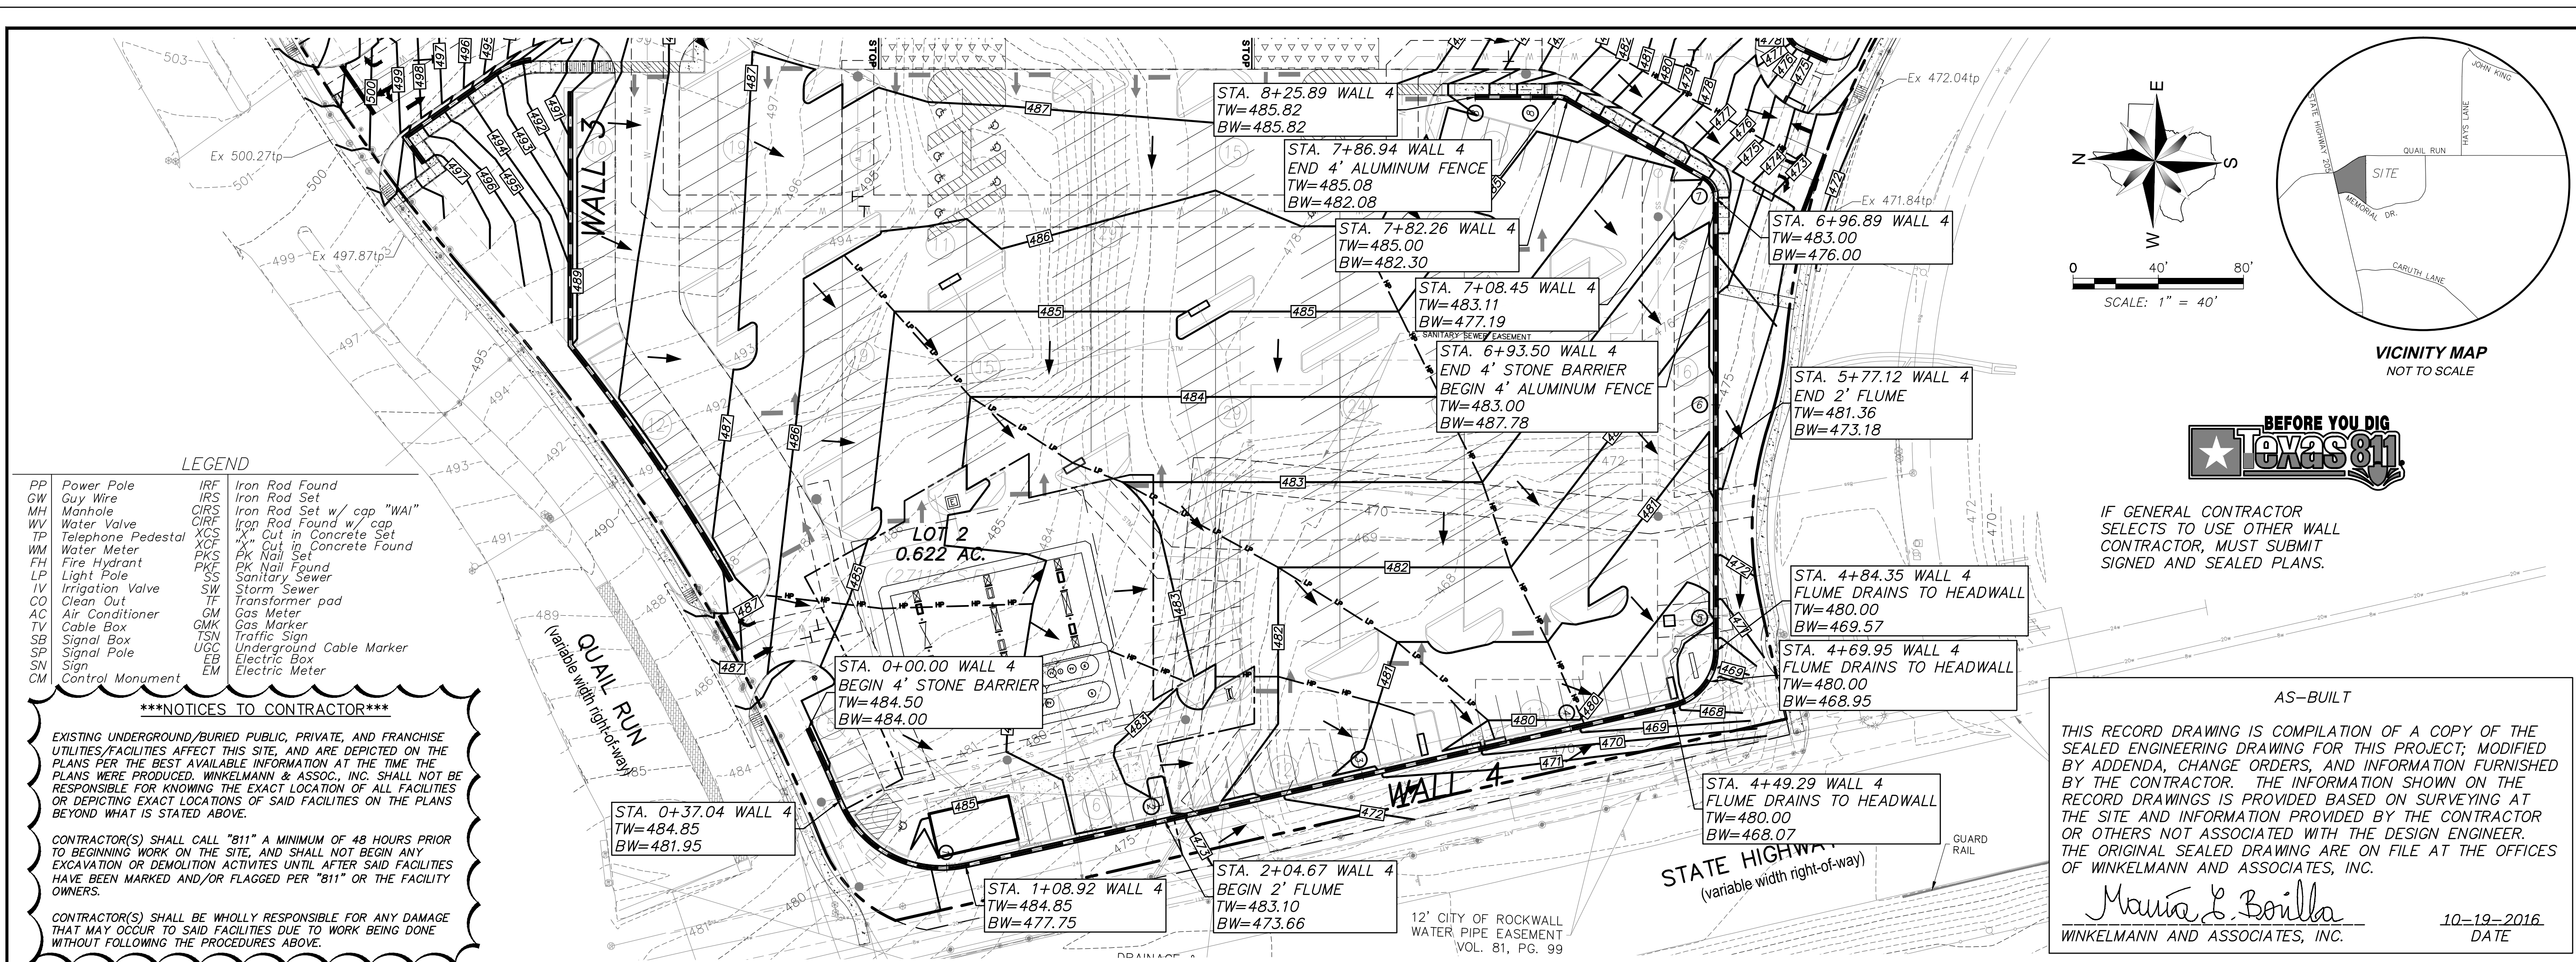 STA. 8+25.89 WALL 4
TW=485.82
BW=485.82
STA. 7+86.94 WALL 4
END 4' ALUMINUM FENCE
TW=485.08
BW=482.08
STA. 7+82.26 WALL 4
TW=485.00
BW=482.30
STA. 7+08.45 WALL 4
TW=483.11
BW=477.19
SANITARY SEWER EASEMENT
STA. 6+93.50 WALL 4
END 4' STONE BARRIER
BEGIN 4' ALUMINUM FENCE
TW=483.00
BW=487.78
STA. 6+96.89 WALL 4
TW=483.00
BW=476.00
STA. 5+77.12 WALL 4
END 2' FLUME
TW=481.36
BW=473.18
STA. 4+84.35 WALL 4
FLUME DRAINS TO HEADWALL
TW=480.00
BW=469.57
STA. 4+69.95 WALL 4
FLUME DRAINS TO HEADWALL
TW=480.00
BW=468.95
STA. 4+49.29 WALL 4
FLUME DRAINS TO HEADWALL
TW=480.00
BW=468.07
STA. 2+04.67 WALL 4
BEGIN 2' FLUME
TW=483.10
BW=473.66
STA. 1+08.92 WALL 4
TW=484.85
BW=477.75
STA. 0+37.04 WALL 4
TW=484.85
BW=481.95
STA. 0+00.00 WALL 4
BEGIN 4' STONE BARRIER
TW=484.50
BW=484.00
LOT 2
0.622 AC.
WALL 3
WALL 4
STOP
STOP
Ex 500.27tp
Ex 497.87tp
Ex 472.04tp
Ex 471.84tp
QUAIL RUN
(variable width right-of-way)
STATE HIGHWA
(variable width right-of-way)
GUARD
RAIL
12' CITY OF ROCKWALL
WATER PIPE EASEMENT
VOL. 81, PG. 99
LEGEND
PP Power Pole IRF Iron Rod Found
GW Guy Wire IRS Iron Rod Set
MH Manhole CIRS Iron Rod Set w/ cap "WAI"
WV Water Valve CIRF Iron Rod Found w/ cap
TP Telephone Pedestal XCS "X" Cut in Concrete Set
WM Water Meter XCF "X" Cut in Concrete Found
FH Fire Hydrant PKS PK Nail Set
LP Light Pole PKF PK Nail Found
IV Irrigation Valve SS Sanitary Sewer
CO Clean Out SW Storm Sewer
AC Air Conditioner TF Transformer pad
TV Cable Box GM Gas Meter
SB Signal Box GMK Gas Marker
SP Signal Pole TSN Traffic Sign
SN Sign UGC Underground Cable Marker
CM Control Monument EB Electric Box
EM Electric Meter
***NOTICES TO CONTRACTOR***
EXISTING UNDERGROUND/BURIED PUBLIC, PRIVATE, AND FRANCHISE
UTILITIES/FACILITIES AFFECT THIS SITE, AND ARE DEPICTED ON THE
PLANS PER THE BEST AVAILABLE INFORMATION AT THE TIME THE
PLANS WERE PRODUCED. WINKELMANN & ASSOC., INC. SHALL NOT BE
RESPONSIBLE FOR KNOWING THE EXACT LOCATION OF ALL FACILITIES
OR DEPICTING EXACT LOCATIONS OF SAID FACILITIES ON THE PLANS
BEYOND WHAT IS STATED ABOVE.
CONTRACTOR(S) SHALL CALL "811" A MINIMUM OF 48 HOURS PRIOR
TO BEGINNING WORK ON THE SITE, AND SHALL NOT BEGIN ANY
EXCAVATION OR DEMOLITION ACTIVITES UNTIL AFTER SAID FACILITIES
HAVE BEEN MARKED AND/OR FLAGGED PER "811" OR THE FACILITY
OWNERS.
CONTRACTOR(S) SHALL BE WHOLLY RESPONSIBLE FOR ANY DAMAGE
THAT MAY OCCUR TO SAID FACILITIES DUE TO WORK BEING DONE
WITHOUT FOLLOWING THE PROCEDURES ABOVE.
E
N S
W
0 40' 80'
SCALE: 1" = 40'
JOHN KING
STATE HIGHWAY 205
HAYS LANE
QUAIL RUN
SITE
MEMORIAL DR.
CARUTH LANE
VICINITY MAP
NOT TO SCALE
BEFORE YOU DIG
Texas 811
IF GENERAL CONTRACTOR
SELECTS TO USE OTHER WALL
CONTRACTOR, MUST SUBMIT
SIGNED AND SEALED PLANS.
AS-BUILT
THIS RECORD DRAWING IS COMPILATION OF A COPY OF THE
SEALED ENGINEERING DRAWING FOR THIS PROJECT; MODIFIED
BY ADDENDA, CHANGE ORDERS, AND INFORMATION FURNISHED
BY THE CONTRACTOR. THE INFORMATION SHOWN ON THE
RECORD DRAWINGS IS PROVIDED BASED ON SURVEYING AT
THE SITE AND INFORMATION PROVIDED BY THE CONTRACTOR
OR OTHERS NOT ASSOCIATED WITH THE DESIGN ENGINEER.
THE ORIGINAL SEALED DRAWING ARE ON FILE AT THE OFFICES
OF WINKELMANN AND ASSOCIATES, INC.
10-19-2016
WINKELMANN AND ASSOCIATES, INC. DATE